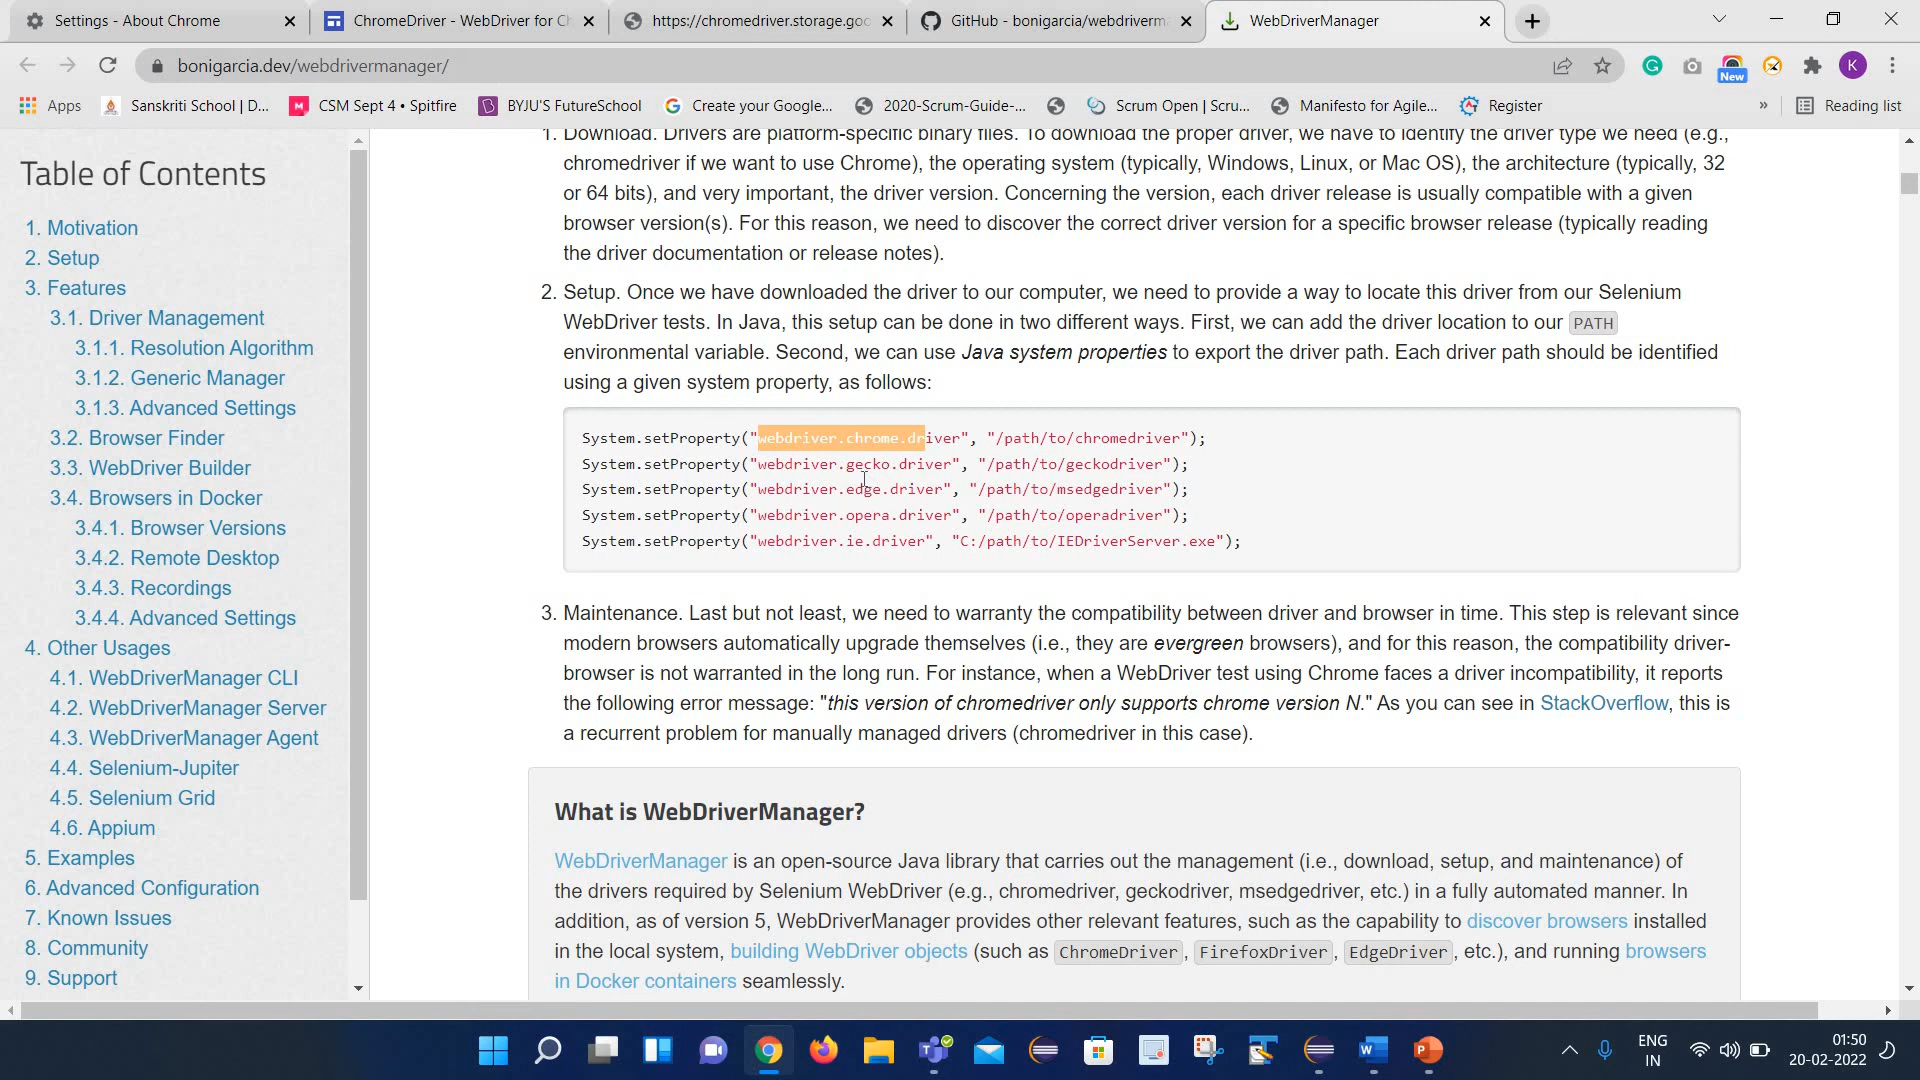 Settings - About Chrome
ChromeDriver - WebDriver for Ch
https://chromedriver.storage.goo
GitHub - bonigarcia/webdriverma
WebDriverManager
bonigarcia.dev/webdrivermanager/
New
K
Apps
Sanskriti School | D...
CSM Sept 4 • Spitfire
BYJU'S FutureSchool
Create your Google...
2020-Scrum-Guide-...
Scrum Open | Scru...
Manifesto for Agile...
Register
»
Reading list
Table of Contents
1. Motivation
2. Setup
3. Features
3.1. Driver Management
3.1.1. Resolution Algorithm
3.1.2. Generic Manager
3.1.3. Advanced Settings
3.2. Browser Finder
3.3. WebDriver Builder
3.4. Browsers in Docker
3.4.1. Browser Versions
3.4.2. Remote Desktop
3.4.3. Recordings
3.4.4. Advanced Settings
4. Other Usages
4.1. WebDriverManager CLI
4.2. WebDriverManager Server
4.3. WebDriverManager Agent
4.4. Selenium-Jupiter
4.5. Selenium Grid
4.6. Appium
5. Examples
6. Advanced Configuration
7. Known Issues
8. Community
9. Support
1. Download. Drivers are platform-specific binary files. To download the proper driver, we have to identify the driver type we need (e.g.,
chromedriver if we want to use Chrome), the operating system (typically, Windows, Linux, or Mac OS), the architecture (typically, 32
or 64 bits), and very important, the driver version. Concerning the version, each driver release is usually compatible with a given
browser version(s). For this reason, we need to discover the correct driver version for a specific browser release (typically reading
the driver documentation or release notes).
2. Setup. Once we have downloaded the driver to our computer, we need to provide a way to locate this driver from our Selenium
WebDriver tests. In Java, this setup can be done in two different ways. First, we can add the driver location to our PATH
environmental variable. Second, we can use Java system properties to export the driver path. Each driver path should be identified
using a given system property, as follows:
System.setProperty("webdriver.chrome.driver", "/path/to/chromedriver");
System.setProperty("webdriver.gecko.driver", "/path/to/geckodriver");
System.setProperty("webdriver.edge.driver", "/path/to/msedgedriver");
System.setProperty("webdriver.opera.driver", "/path/to/operadriver");
System.setProperty("webdriver.ie.driver", "C:/path/to/IEDriverServer.exe");
3. Maintenance. Last but not least, we need to warranty the compatibility between driver and browser in time. This step is relevant since
modern browsers automatically upgrade themselves (i.e., they are evergreen browsers), and for this reason, the compatibility driver-
browser is not warranted in the long run. For instance, when a WebDriver test using Chrome faces a driver incompatibility, it reports
the following error message: "this version of chromedriver only supports chrome version N." As you can see in StackOverflow, this is
a recurrent problem for manually managed drivers (chromedriver in this case).
What is WebDriverManager?
WebDriverManager is an open-source Java library that carries out the management (i.e., download, setup, and maintenance) of
the drivers required by Selenium WebDriver (e.g., chromedriver, geckodriver, msedgedriver, etc.) in a fully automated manner. In
addition, as of version 5, WebDriverManager provides other relevant features, such as the capability to discover browsers installed
in the local system, building WebDriver objects (such as ChromeDriver, FirefoxDriver, EdgeDriver, etc.), and running browsers
in Docker containers seamlessly.
ENG
IN
01:50
20-02-2022